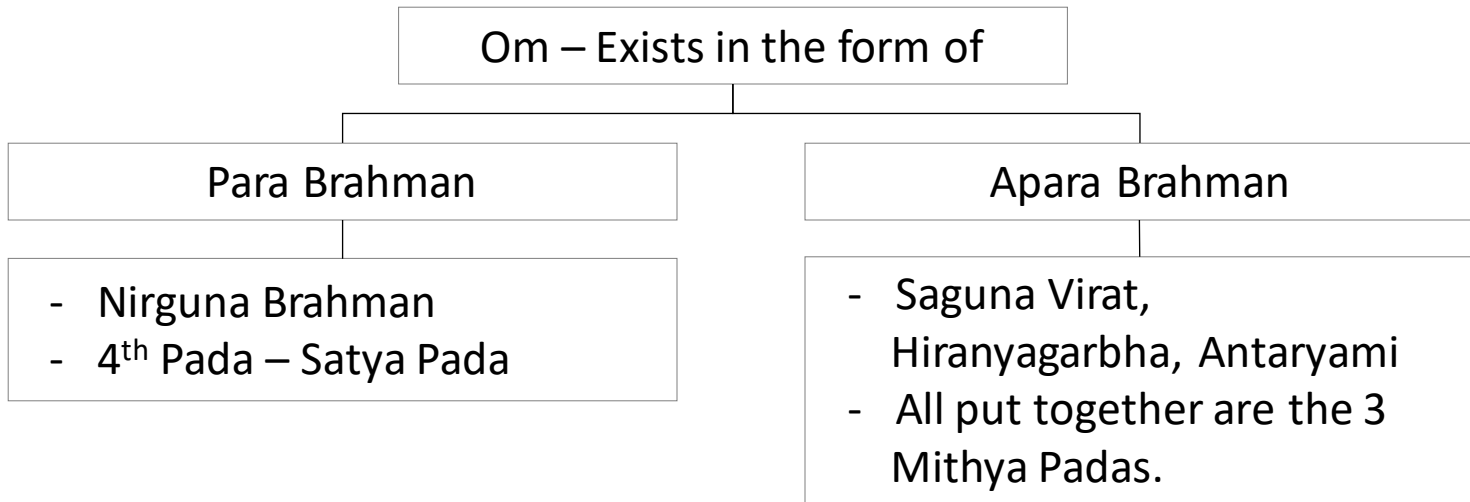 Om – Exists in the form of
Para Brahman
Apara Brahman
- Nirguna Brahman
- 4th Pada – Satya Pada
- Saguna Virat,
Hiranyagarbha, Antaryami
- All put together are the 3
Mithya Padas.